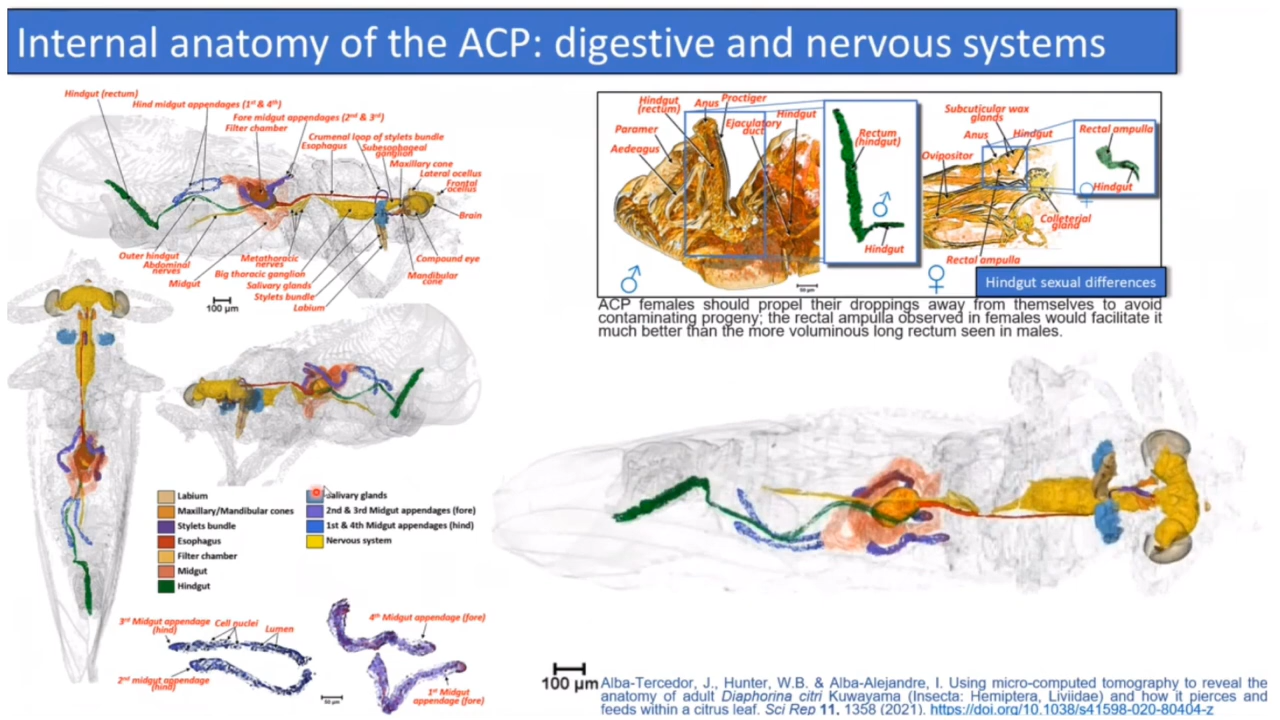 Internal anatomy of the ACP: digestive and nervous systems
Hindgut (rectum)
Hind midgut appendages (1st & 4th)
Fore midgut appendages (2nd & 3rd)
Filter chamber
Crumenal loop of stylets bundle
Esophagus
Subesophageal
ganglion
Maxillary cone
Lateral ocellus
Frontal
ocellus
Brain
Outer hindgut
Abdominal
nerves
Midgut
Metathoracic
nerves
Big thoracic ganglion
Salivary glands
Stylets bundle
Labium
Compound eye
Mandibular
cone
100 µm
Labium
Maxillary/Mandibular cones
Stylets bundle
Esophagus
Filter chamber
Midgut
Hindgut
Salivary glands
2nd & 3rd Midgut appendages (fore)
1st & 4th Midgut appendages (hind)
Nervous system
3rd Midgut appendage
(hind)
Cell nuclei
Lumen
2nd midgut appendage
(hind)
50 µm
4th Midgut appendage (fore)
1st Midgut
appendage (fore)
Hindgut
(rectum)
Anus
Proctiger
Paramer
Ejaculatory
duct
Hindgut
Aedeagus
Rectum
(hindgut)
♂
Hindgut
♂
50 µm
Subcuticular wax
glands
Anus
Hindgut
Ovipositor
Rectal ampulla
Hindgut
♀
Colleterial
gland
Rectal ampulla
♀
Hindgut sexual differences
ACP females should propel their droppings away from themselves to avoid
contaminating progeny; the rectal ampulla observed in females would facilitate it
much better than the more voluminous long rectum seen in males.
100 µm
Alba-Tercedor, J., Hunter, W.B. & Alba-Alejandre, I. Using micro-computed tomography to reveal the
anatomy of adult Diaphorina citri Kuwayama (Insecta: Hemiptera, Liviidae) and how it pierces and
feeds within a citrus leaf. Sci Rep 11, 1358 (2021). https://doi.org/10.1038/s41598-020-80404-z